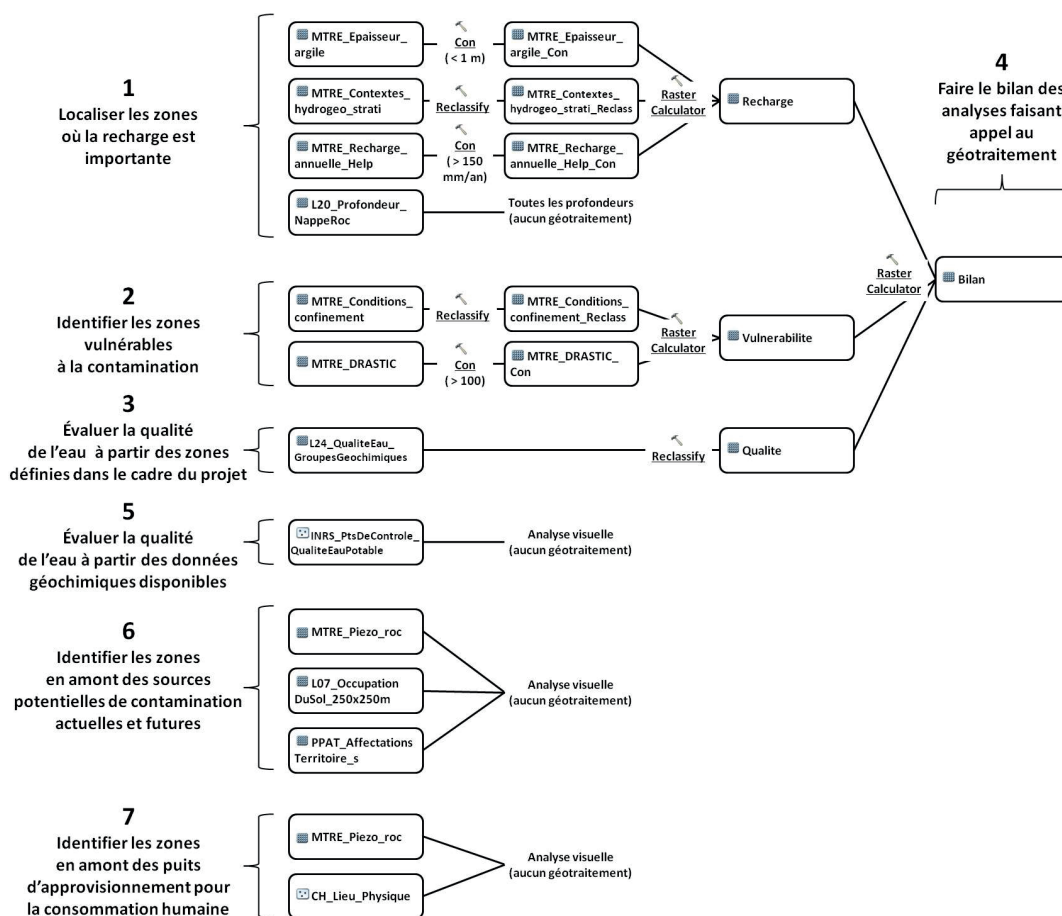 1
Localiser les zones
où la recharge est
importante
MTRE_Epaisseur_
argile
Con
( < 1 m)
MTRE_Epaisseur_
argile_Con
MTRE_Contextes_
hydrogeo_strati
Reclassify
MTRE_Contextes_
hydrogeo_strati_Reclass
MTRE_Recharge_
annuelle_Help
Con
( > 150
mm/an)
MTRE_Recharge_
annuelle_Help_Con
Raster
Calculator
Recharge
L20_Profondeur_
NappeRoc
Toutes les profondeurs
(aucun géotraitement)
4
Faire le bilan des
analyses faisant
appel au
géotraitement
Raster
Calculator
Bilan
2
Identifier les zones
vulnérables
à la contamination
MTRE_Conditions_
confinement
Reclassify
MTRE_Conditions_
confinement_Reclass
MTRE_DRASTIC
Con
( > 100)
MTRE_DRASTIC_
Con
Raster
Calculator
Vulnerabilite
3
Évaluer la qualité
de l'eau à partir des zones
définies dans le cadre du projet
L24_QualiteEau_
GroupesGeochimiques
Reclassify
Qualite
5
Évaluer la qualité
de l'eau à partir des données
géochimiques disponibles
INRS_PtsDeControle_
QualiteEauPotable
Analyse visuelle
(aucun géotraitement)
6
Identifier les zones
en amont des sources
potentielles de contamination
actuelles et futures
MTRE_Piezo_roc
L07_Occupation
DuSol_250x250m
PPAT_Affectations
Territoire_s
Analyse visuelle
(aucun géotraitement)
7
Identifier les zones
en amont des puits
d'approvisionnement pour
la consommation humaine
MTRE_Piezo_roc
CH_Lieu_Physique
Analyse visuelle
(aucun géotraitement)